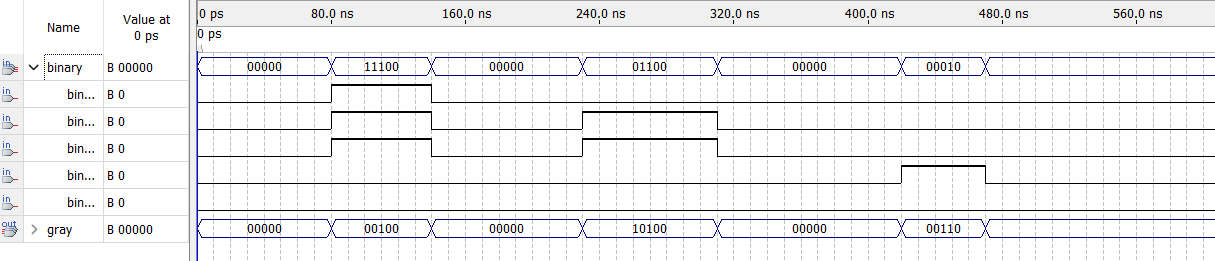 Name Value at 0 ps 0 ps 80.0 ns 160.0 ns 240.0 ns 320.0 ns 400.0 ns 480.0 ns 560.0 ns
0 ps
in binary B 00000 00000 11100 00000 01100 00000 00010
in bin... B 0
in bin... B 0
in bin... B 0
in bin... B 0
in bin... B 0
out gray B 00000 00000 00100 00000 10100 00000 00110